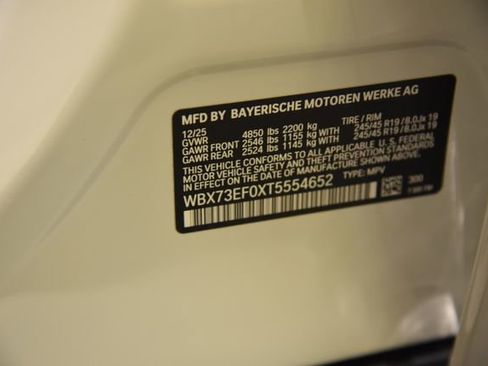 MFD BY BAYERISCHE MOTOREN WERKE AG
12/25 4850 lbs 2200 kg TIRE / RIM
GVWR
GAWR FRONT 2546 lbs 1155 kg WITH 245/45 R19 / 8.0Jx 19
GAWR REAR 2524 lbs 1145 kg WITH 245/45 R19 / 8.0Jx 19
THIS VEHICLE CONFORMS TO ALL APPLICABLE U.S. FEDERAL
MOTOR VEHICLE SAFETY STANDARDS IN EFFECT ON THE
DATE OF MANUFACTURE SHOWN ABOVE.
WBX73EF0XT5554652 TYPE: MPV
300